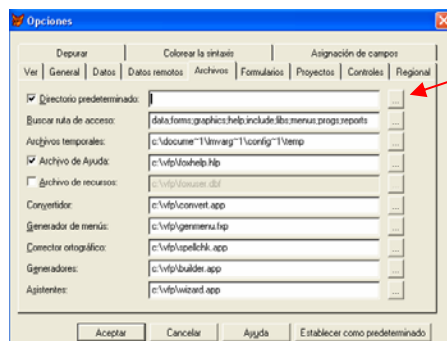 Opciones
Depurar Colorear la sintaxis Asignación de campos
Ver General Datos Datos remotos Archivos Formularios Proyectos Controles Regional
Directorio predeterminado: ...
Buscar ruta de acceso: data;forms;graphics;help;include;libs;menus;progs;reports ...
Archivos temporales: c:\docume~1\lmvarg~1\config~1\temp ...
Archivo de Ayuda: c:\vfp\foxhelp.hlp ...
Archivo de recursos: c:\vfp\foxuser.dbf
Convertidor: c:\vfp\convert.app ...
Generador de menús: c:\vfp\genmenu.fxp ...
Corrector ortográfico: c:\vfp\spellchk.app ...
Generadores: c:\vfp\builder.app ...
Asistentes: c:\vfp\wizard.app ...
Aceptar Cancelar Ayuda Establecer como predeterminado